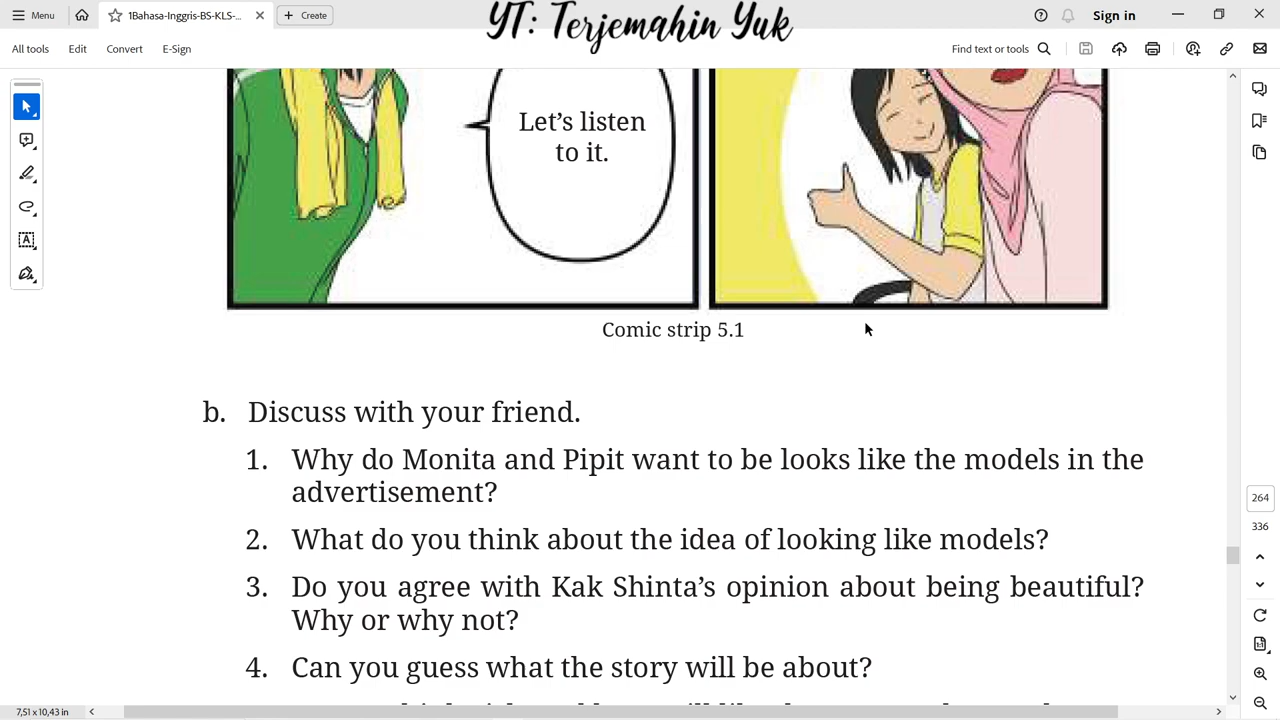 Menu
1Bahasa-Inggris-BS-KLS-...
Create
YT: Terjemahin Yuk
Sign in
All tools
Edit
Convert
E-Sign
Find text or tools
Let's listen
to it.
Comic strip 5.1
b. Discuss with your friend.
1. Why do Monita and Pipit want to be looks like the models in the
advertisement?
2. What do you think about the idea of looking like models?
3. Do you agree with Kak Shinta's opinion about being beautiful?
Why or why not?
4. Can you guess what the story will be about?
264
336
7,51 x 10,43 in